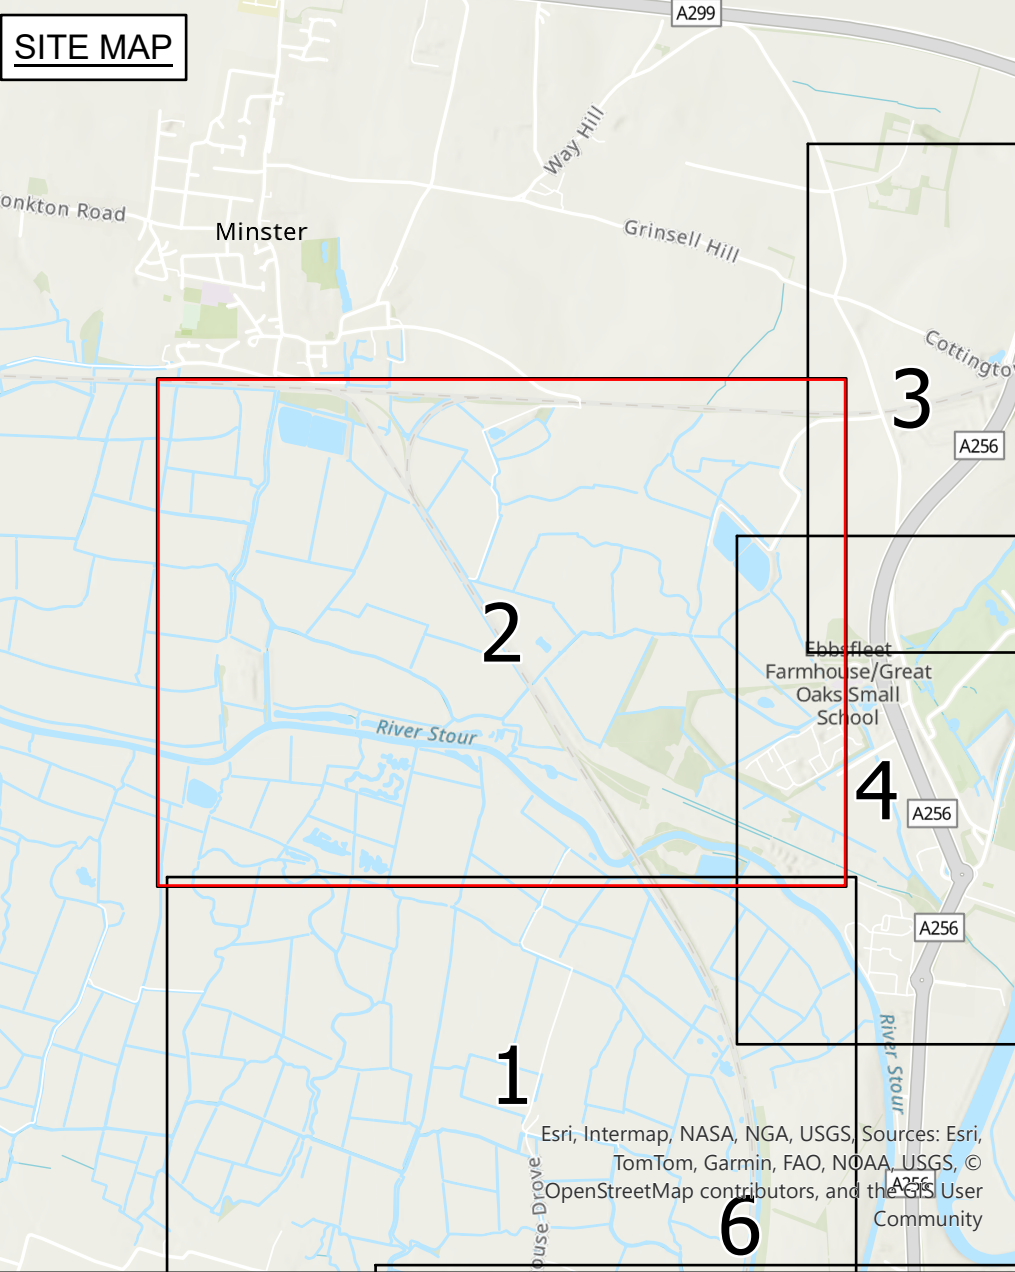 SITE MAP
A299
Way Hill
onkton Road
Minster
Grinsell Hill
Cottingto
3
A256
2
Ebbsfleet
Farmhouse/Great
Oaks Small
School
River Stour
4
A256
A256
River Stour
1
Esri, Intermap, NASA, NGA, USGS, Sources: Esri,
TomTom, Garmin, FAO, NOAA, USGS, ©
OpenStreetMap contributors, and the GIS User
Community
A256
ouse Drove
6